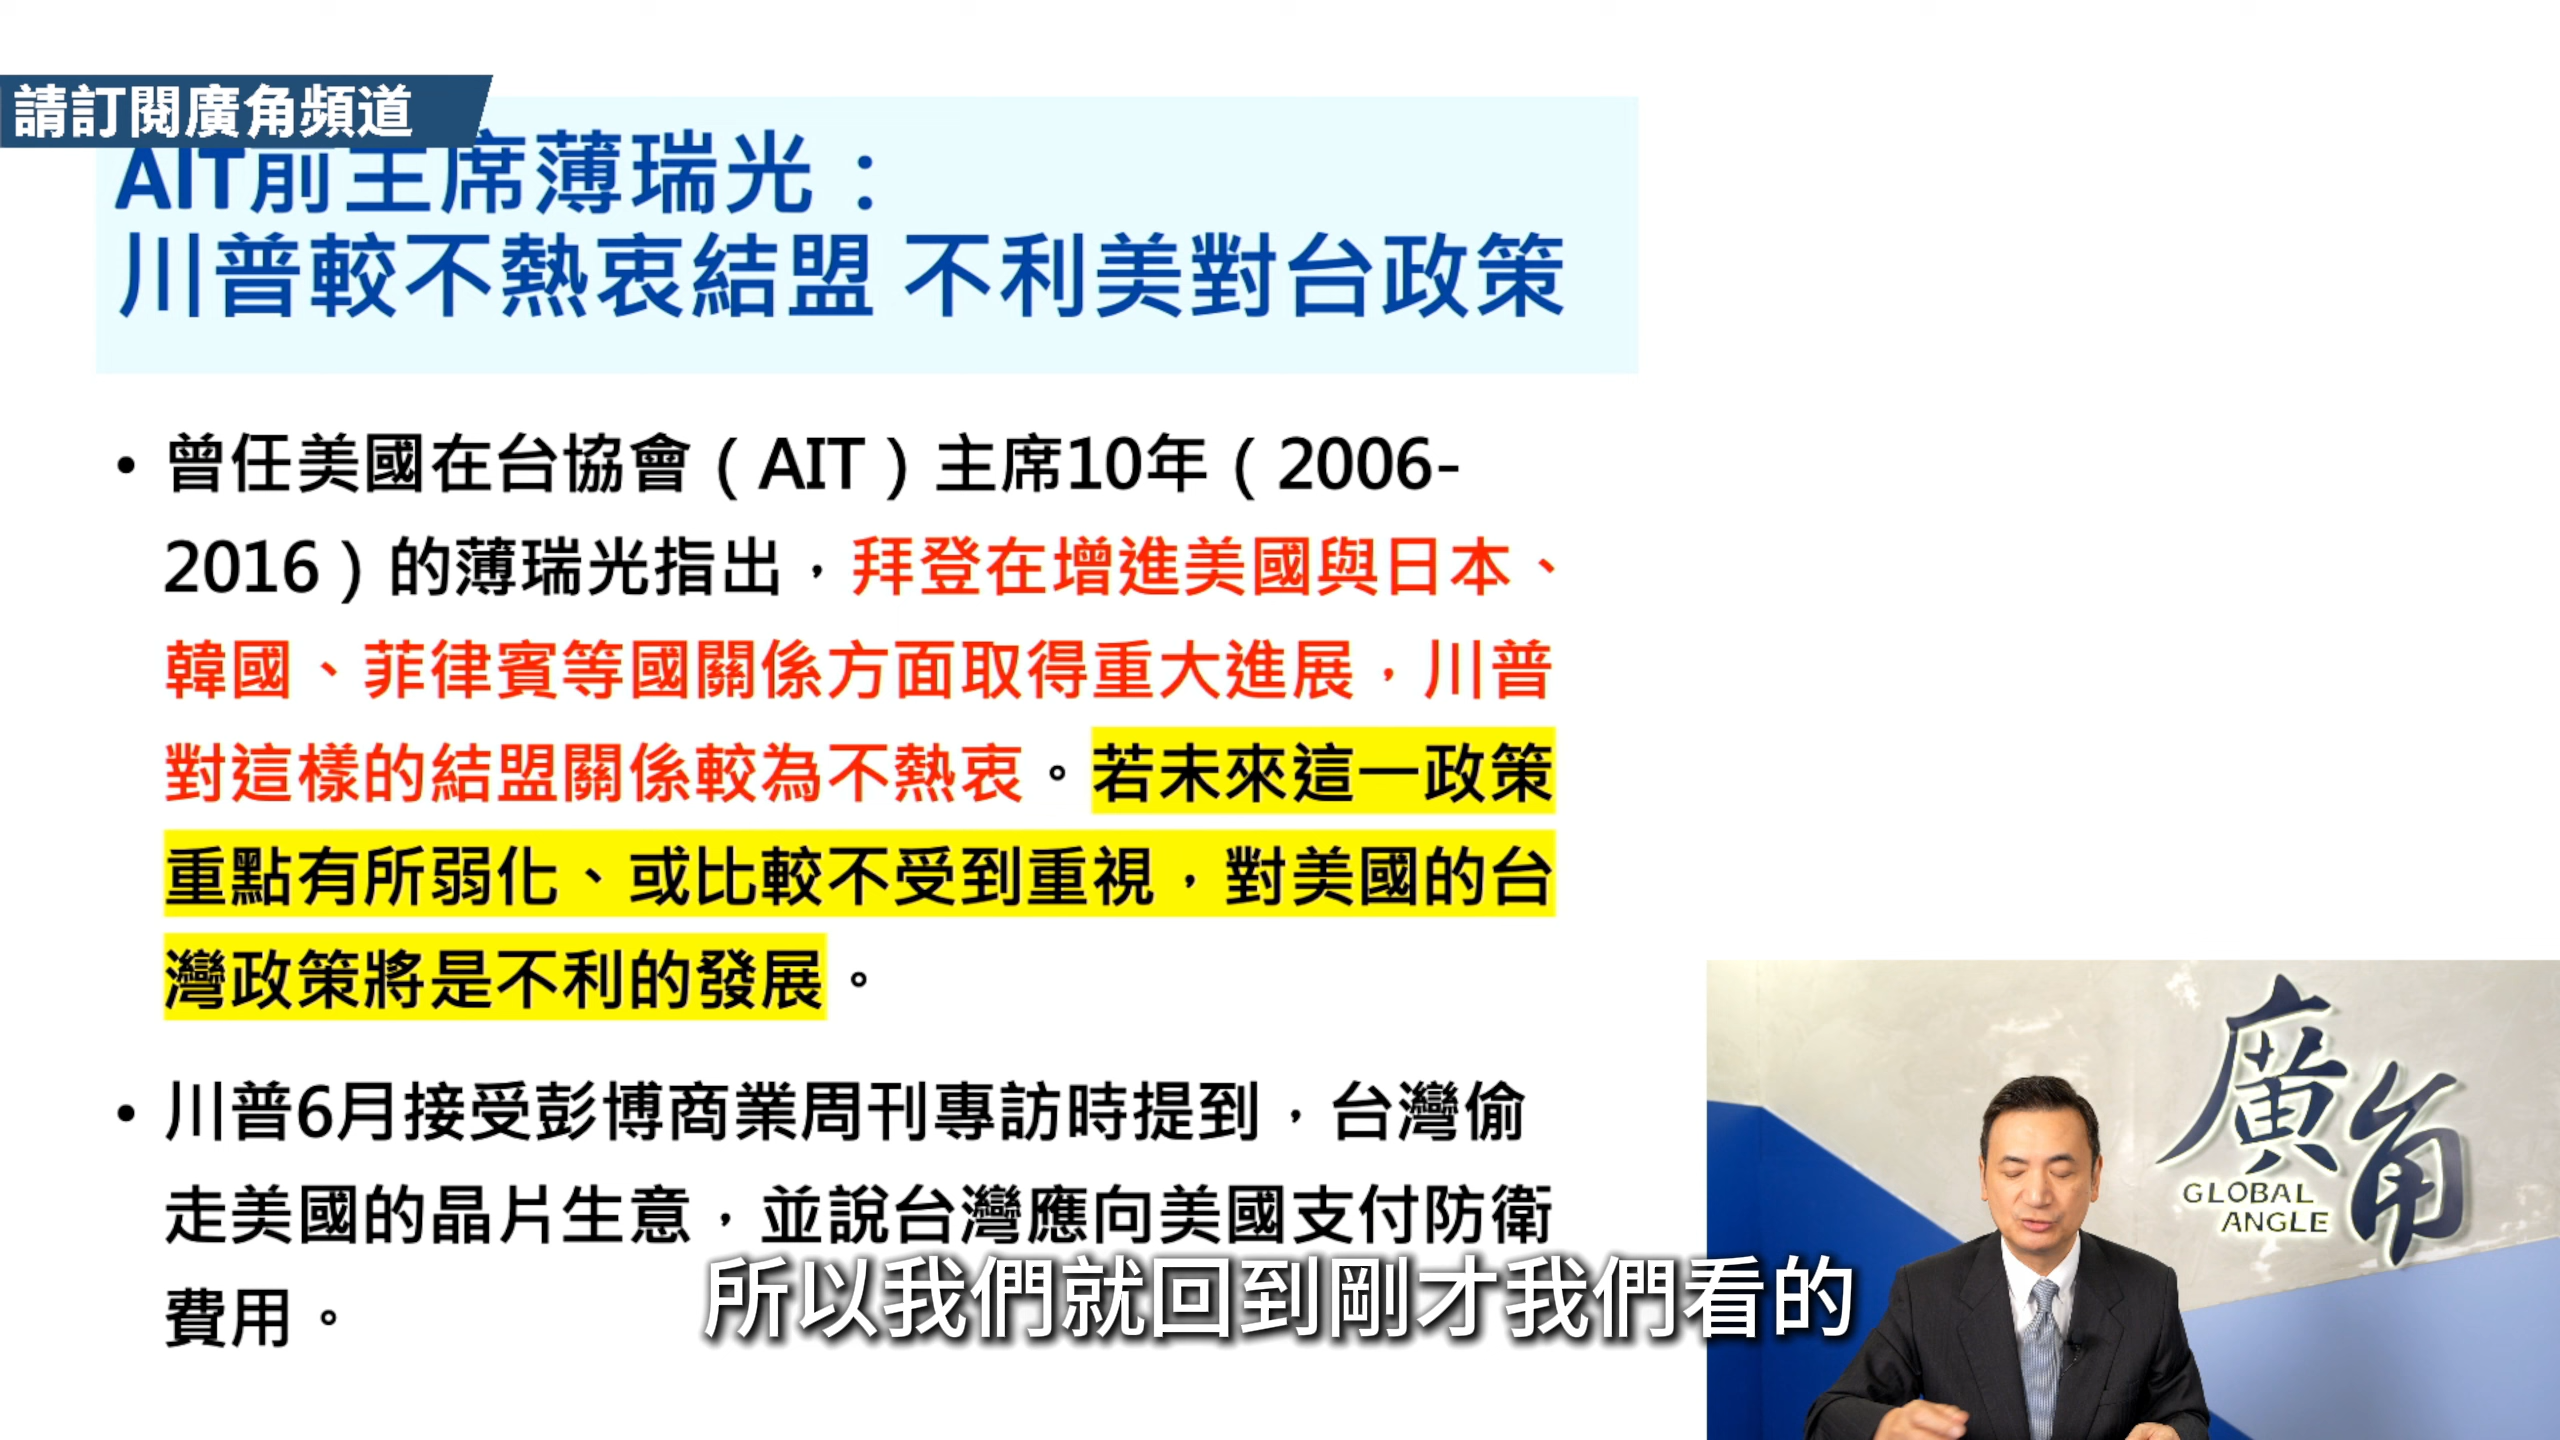 請訂閱廣角頻道
AIT前主席薄瑞光：
川普較不熱衷結盟 不利美對台政策
• 曾任美國在台協會（AIT）主席10年（2006-
2016）的薄瑞光指出，拜登在增進美國與日本、
韓國、菲律賓等國關係方面取得重大進展，川普
對這樣的結盟關係較為不熱衷。若未來這一政策
重點有所弱化、或比較不受到重視，對美國的台
灣政策將是不利的發展。
• 川普6月接受彭博商業周刊專訪時提到，台灣偷
走美國的晶片生意，並說台灣應向美國支付防衛
費用。
所以我們就回到剛才我們看的
廣角
GLOBAL
ANGLE